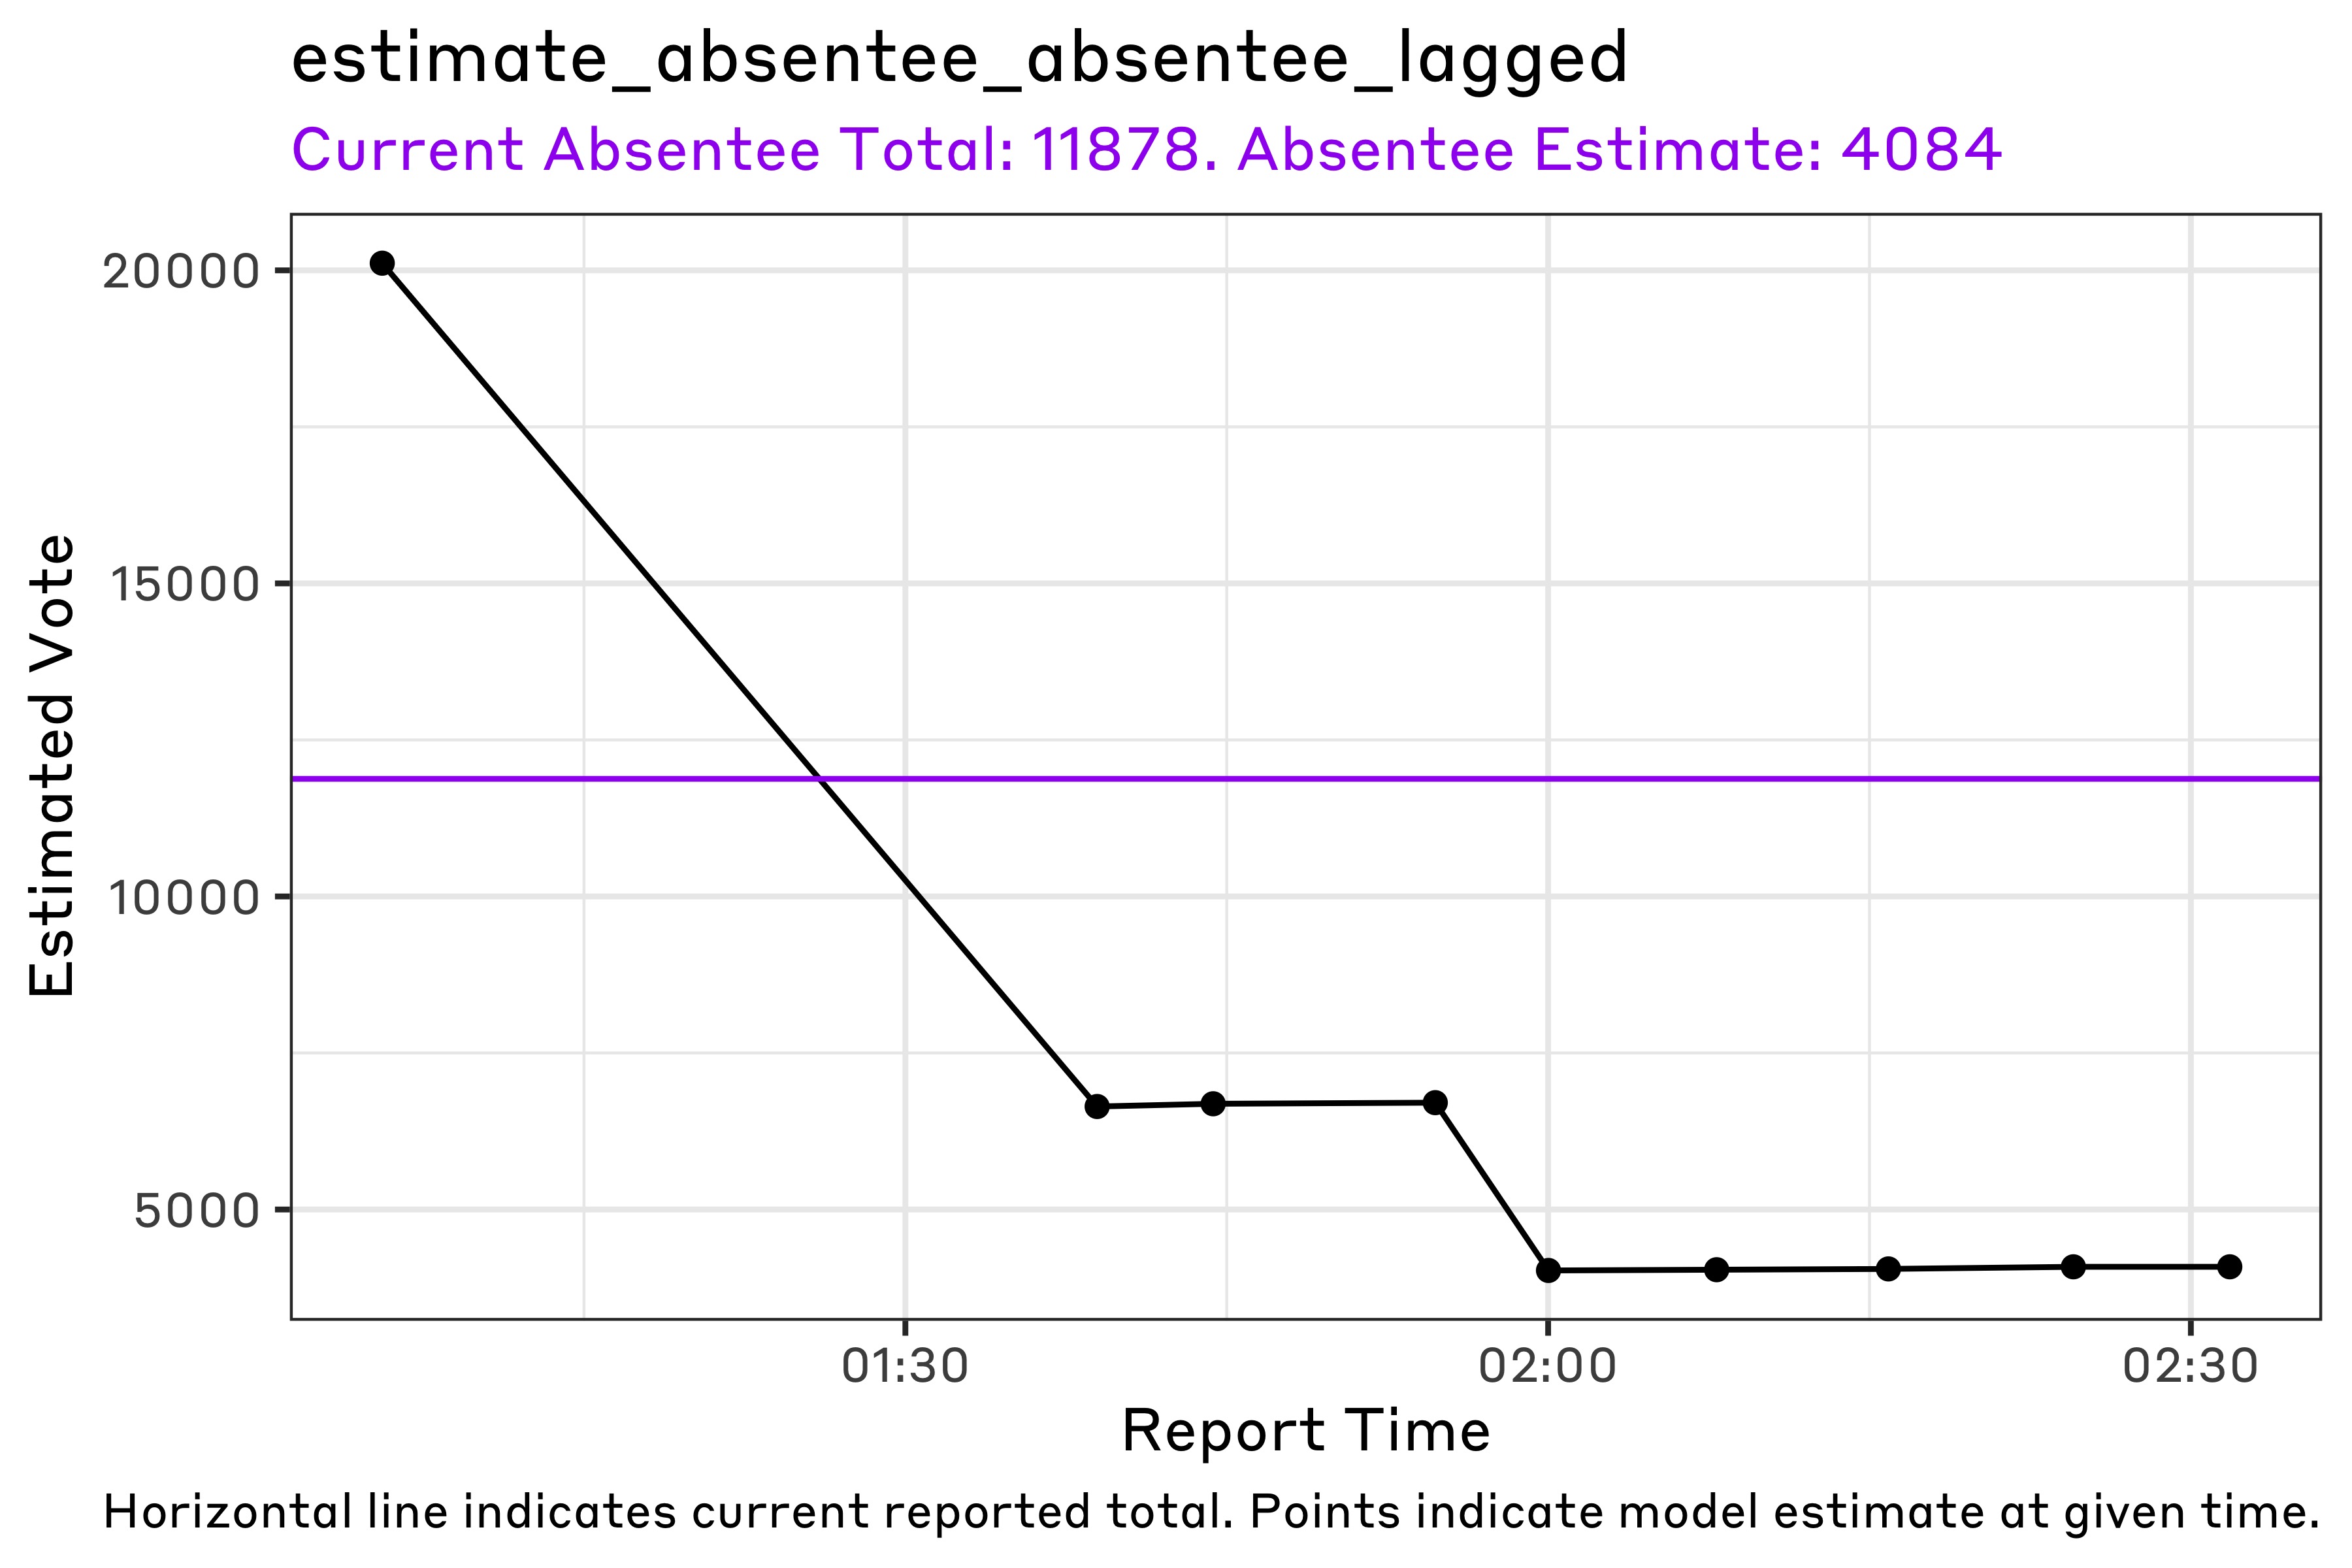 estimate_absentee_absentee_lagged
Current Absentee Total: 11878. Absentee Estimate: 4084
Estimated Vote
20000
15000
10000
5000
01:30 02:00 02:30
Report Time
Horizontal line indicates current reported total. Points indicate model estimate at given time.